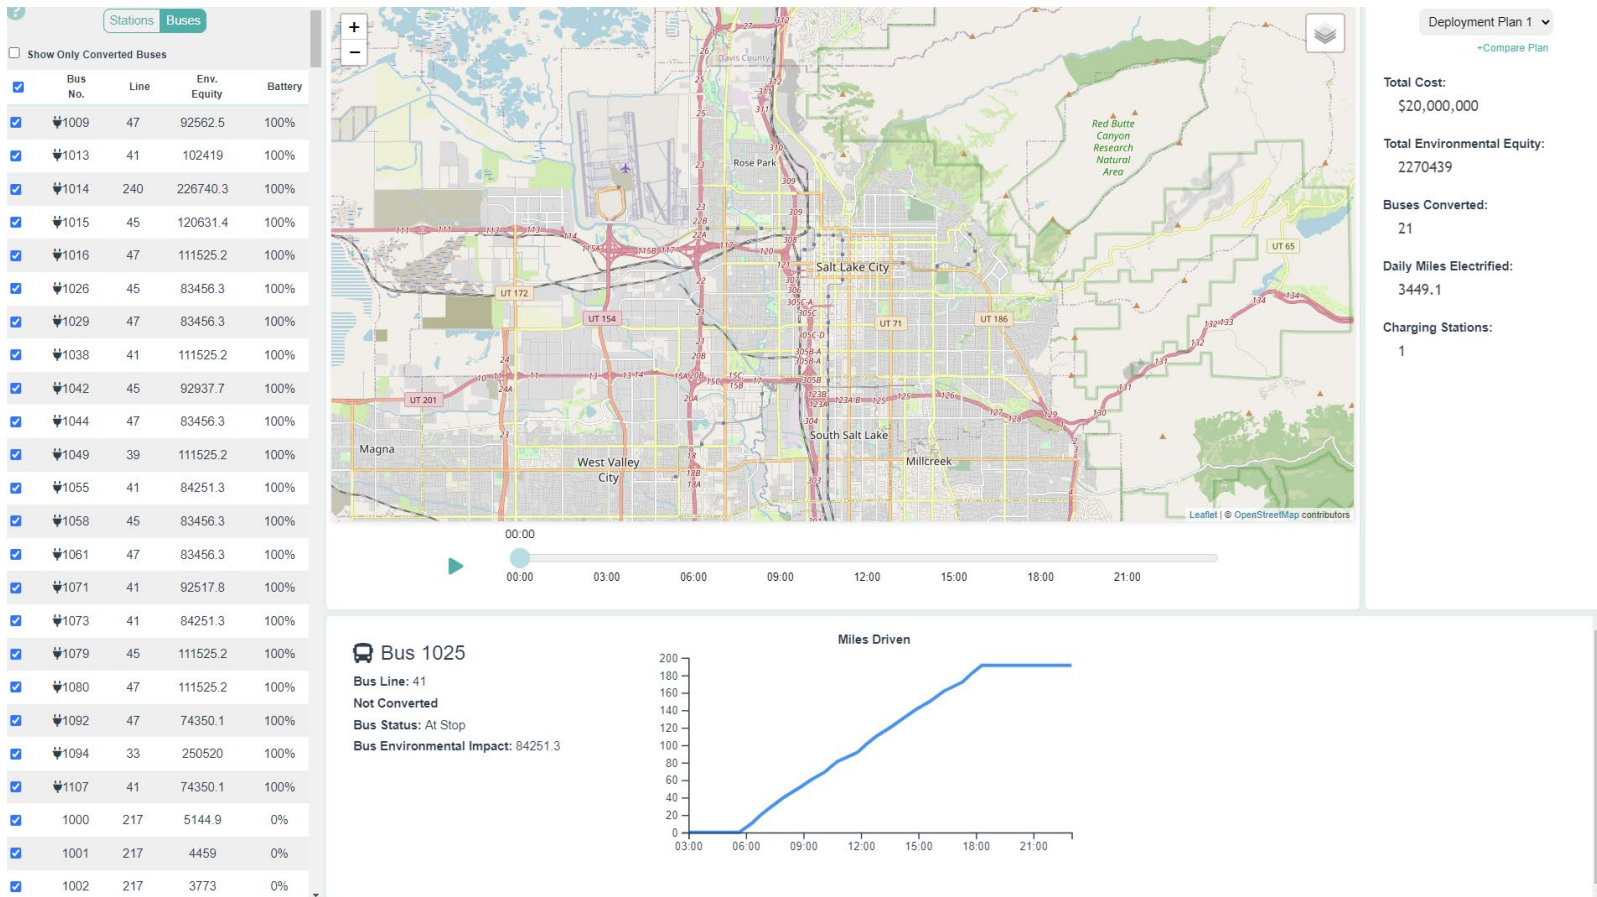 ?
Stations Buses
Show Only Converted Buses
Bus No. Line Env. Equity Battery
1009 47 92562.5 100%
1013 41 102419 100%
1014 240 226740.3 100%
1015 45 120631.4 100%
1016 47 111525.2 100%
1026 45 83456.3 100%
1029 47 83456.3 100%
1038 41 111525.2 100%
1042 45 92937.7 100%
1044 47 83456.3 100%
1049 39 111525.2 100%
1055 41 84251.3 100%
1058 45 83456.3 100%
1061 47 83456.3 100%
1071 41 92517.8 100%
1073 41 84251.3 100%
1079 45 111525.2 100%
1080 47 111525.2 100%
1092 47 74350.1 100%
1094 33 250520 100%
1107 41 74350.1 100%
1000 217 5144.9 0%
1001 217 4459 0%
1002 217 3773 0%
+
−
Davis County
Rose Park
Red Butte
Canyon
Research
Natural
Area
Salt Lake City
UT 65
UT 172
UT 154
UT 71
UT 186
UT 201
Magna
West Valley
City
South Salt Lake
Millcreek
Leaflet | © OpenStreetMap contributors
00:00
00:00 03:00 06:00 09:00 12:00 15:00 18:00 21:00
Deployment Plan 1
+Compare Plan
Total Cost:
$20,000,000
Total Environmental Equity:
2270439
Buses Converted:
21
Daily Miles Electrified:
3449.1
Charging Stations:
1
Bus 1025
Bus Line: 41
Not Converted
Bus Status: At Stop
Bus Environmental Impact: 84251.3
Miles Driven
200
180
160
140
120
100
80
60
40
20
0
03:00 06:00 09:00 12:00 15:00 18:00 21:00